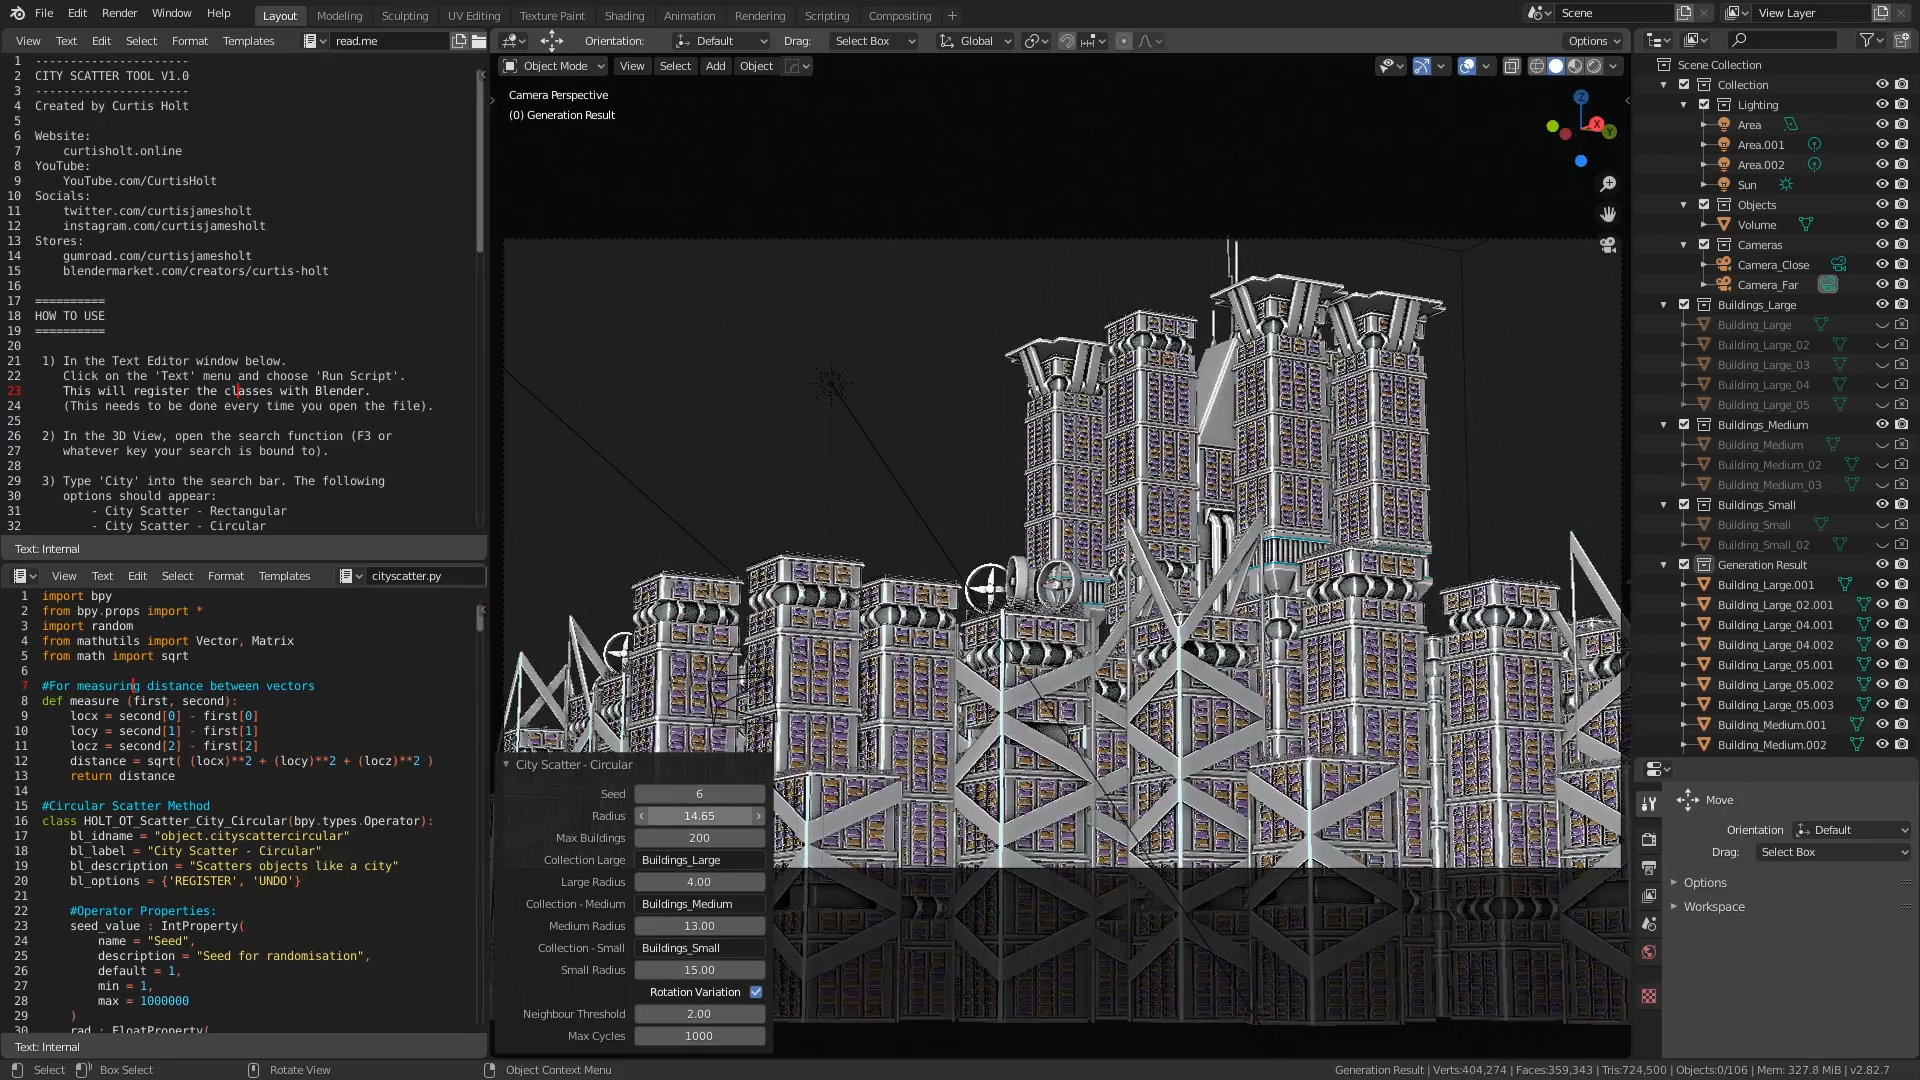 File Edit Render Window Help
Layout Modeling Sculpting UV Editing Texture Paint Shading Animation Rendering Scripting Compositing +
Scene
View Layer
View Text Edit Select Format Templates read.me
Orientation: Default Drag: Select Box Global Options
Object Mode View Select Add Object
Camera Perspective
(0) Generation Result
Z
X
Y
1 ----------------------
2 CITY SCATTER TOOL V1.0
3 ----------------------
4 Created by Curtis Holt
5
6 Website:
7 curtisholt.online
8 YouTube:
9 YouTube.com/CurtisHolt
10 Socials:
11 twitter.com/curtisjamesholt
12 instagram.com/curtisjamesholt
13 Stores:
14 gumroad.com/curtisjamesholt
15 blendermarket.com/creators/curtis-holt
16
17 ==========
18 HOW TO USE
19 ==========
20
21 1) In the Text Editor window below.
22 Click on the 'Text' menu and choose 'Run Script'.
23 This will register the classes with Blender.
24 (This needs to be done every time you open the file).
25
26 2) In the 3D View, open the search function (F3 or
27 whatever key your search is bound to).
28
29 3) Type 'City' into the search bar. The following
30 options should appear:
31 - City Scatter - Rectangular
32 - City Scatter - Circular
Text: Internal
View Text Edit Select Format Templates cityscatter.py
1 import bpy
2 from bpy.props import *
3 import random
4 from mathutils import Vector, Matrix
5 from math import sqrt
6
7 #For measuring distance between vectors
8 def measure (first, second):
9 locx = second[0] - first[0]
10 locy = second[1] - first[1]
11 locz = second[2] - first[2]
12 distance = sqrt( (locx)**2 + (locy)**2 + (locz)**2 )
13 return distance
14
15 #Circular Scatter Method
16 class HOLT_OT_Scatter_City_Circular(bpy.types.Operator):
17 bl_idname = "object.cityscattercircular"
18 bl_label = "City Scatter - Circular"
19 bl_description = "Scatters objects like a city"
20 bl_options = {'REGISTER', 'UNDO'}
21
22 #Operator Properties:
23 seed_value : IntProperty(
24 name = "Seed",
25 description = "Seed for randomisation",
26 default = 1,
27 min = 1,
28 max = 1000000
29 )
30 rad : FloatProperty(
Text: Internal
City Scatter - Circular
Seed 6
Radius 14.65
Max Buildings 200
Collection Large Buildings_Large
Large Radius 4.00
Collection - Medium Buildings_Medium
Medium Radius 13.00
Collection - Small Buildings_Small
Small Radius 15.00
Rotation Variation
Neighbour Threshold 2.00
Max Cycles 1000
Scene Collection
Collection
Lighting
Area
Area.001
Area.002
Sun
Objects
Volume
Cameras
Camera_Close
Camera_Far
Buildings_Large
Building_Large
Building_Large_02
Building_Large_03
Building_Large_04
Building_Large_05
Buildings_Medium
Building_Medium
Building_Medium_02
Building_Medium_03
Buildings_Small
Building_Small
Building_Small_02
Generation Result
Building_Large.001
Building_Large_02.001
Building_Large_04.001
Building_Large_04.002
Building_Large_05.001
Building_Large_05.002
Building_Large_05.003
Building_Medium.001
Building_Medium.002
Move
Orientation Default
Drag: Select Box
Options
Workspace
Select Box Select Rotate View Object Context Menu
Generation Result | Verts:404,274 | Faces:359,343 | Tris:724,500 | Objects:0/106 | Mem: 327.8 MiB | v2.82.7